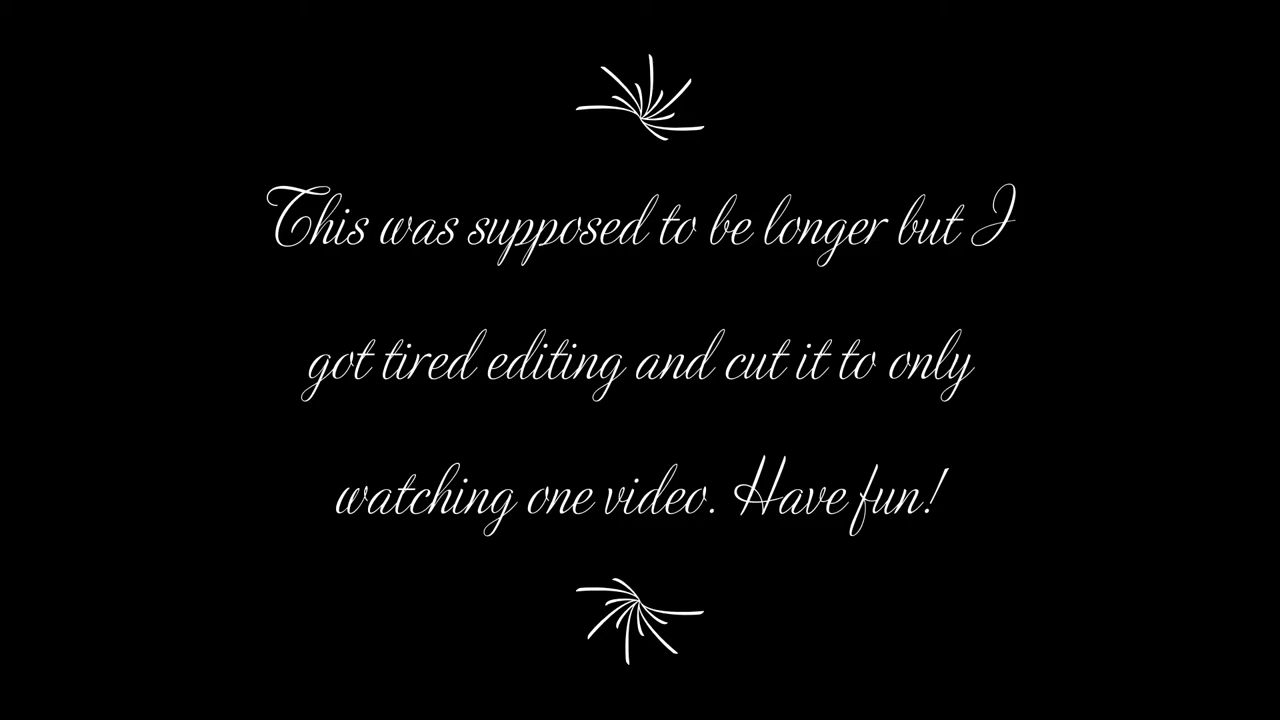 This was supposed to be longer but I
got tired editing and cut it to only
watching one video. Have fun!